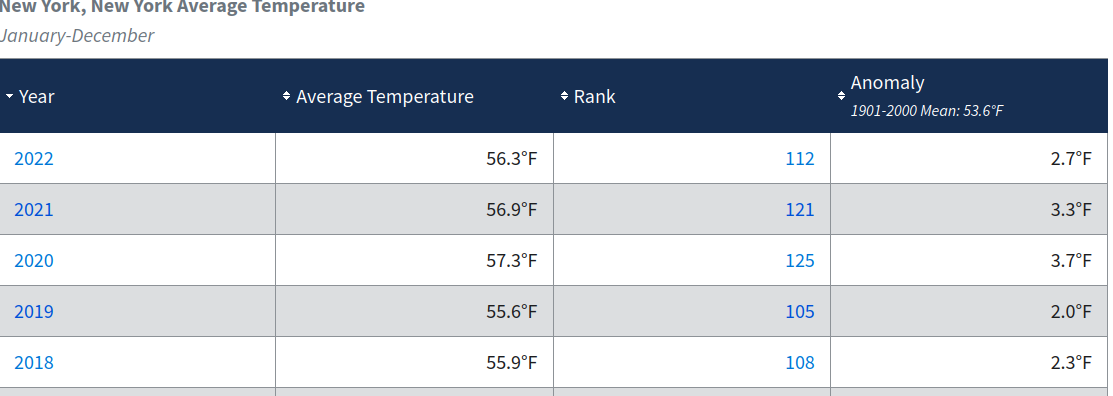 New York, New York Average Temperature
January-December
Year Average Temperature Rank Anomaly
1901-2000 Mean: 53.6°F
2022 56.3°F 112 2.7°F
2021 56.9°F 121 3.3°F
2020 57.3°F 125 3.7°F
2019 55.6°F 105 2.0°F
2018 55.9°F 108 2.3°F